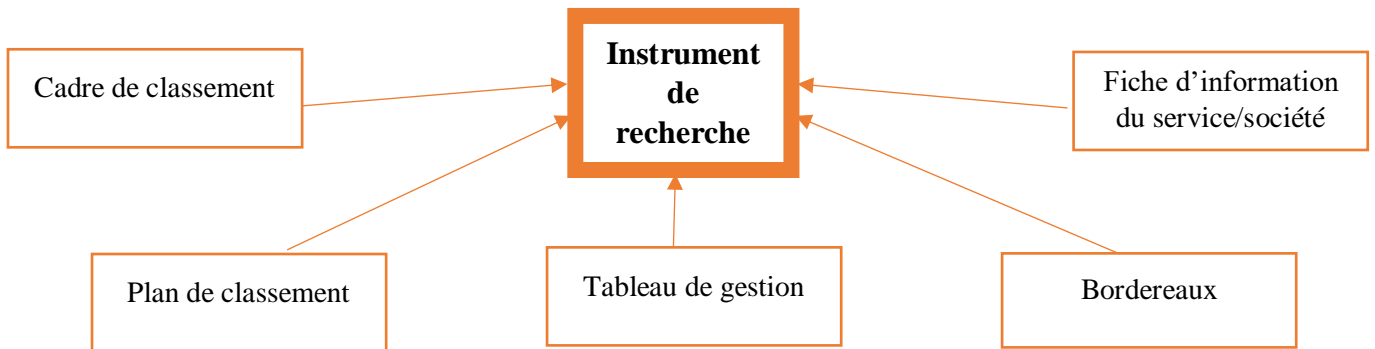 Cadre de classement
Instrument
de
recherche
Fiche d’information
du service/société
Plan de classement
Tableau de gestion
Bordereaux